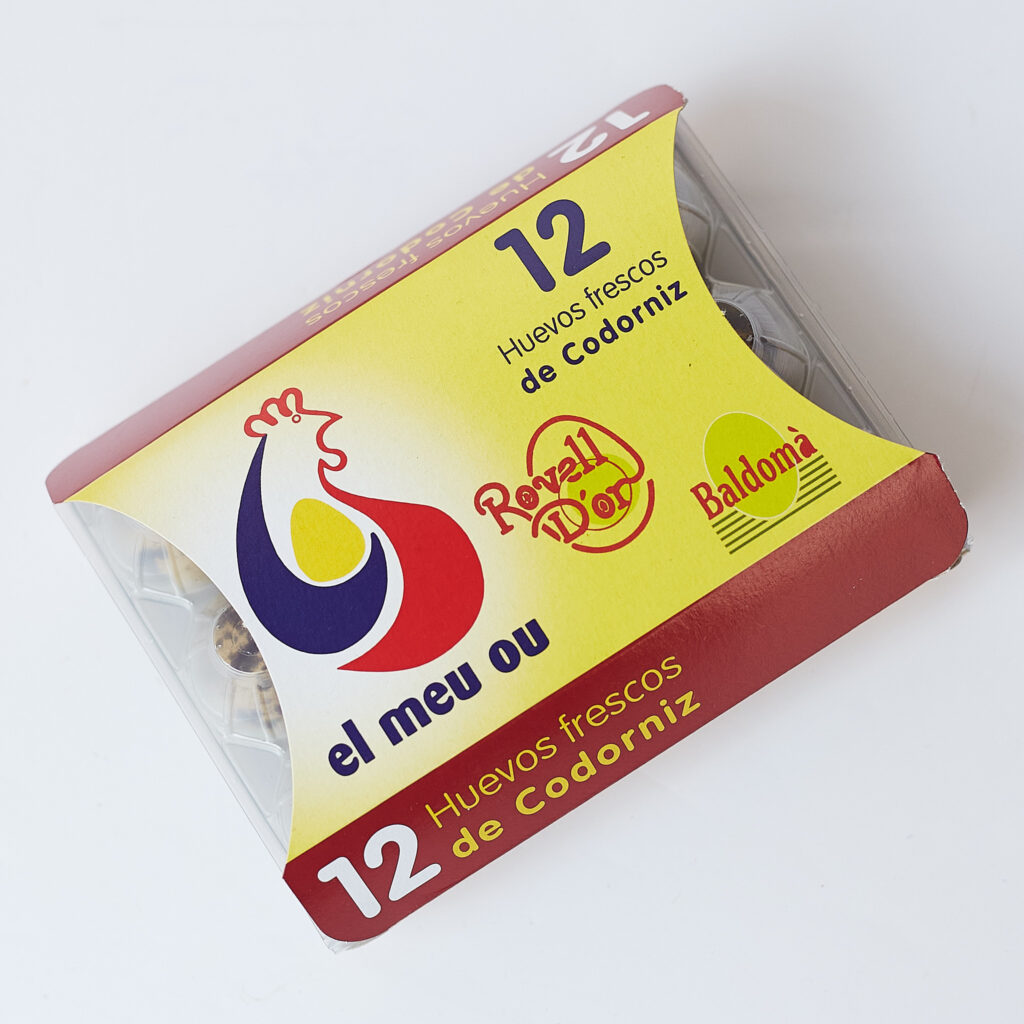 12
Huevos frescos
de Codorniz
12
Huevos frescos
de Codorniz
Rovell
D'or
Baldomà
el meu ou
12
Huevos frescos
de Codorniz